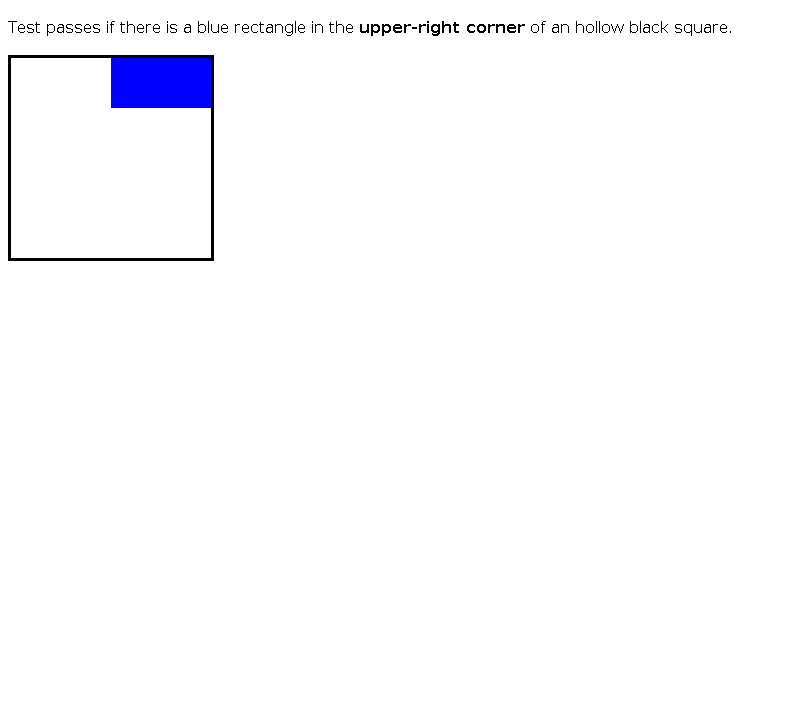 Test passes if there is a blue rectangle in the upper-right corner of an hollow black square.